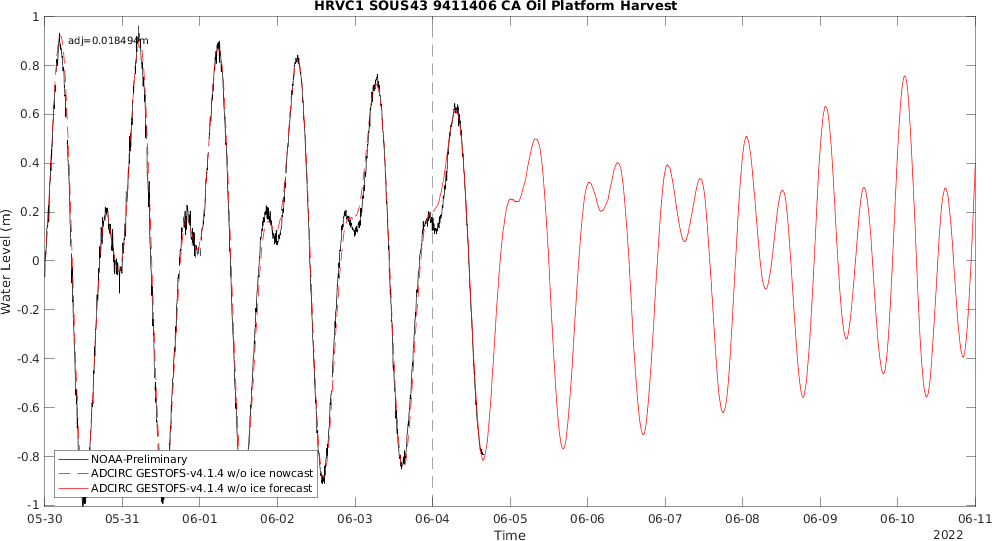 HRVC1 SOUS43 9411406 CA Oil Platform Harvest
adj=0.018494m
Water Level (m)
1
0.8
0.6
0.4
0.2
0
-0.2
-0.4
-0.6
-0.8
-1
NOAA-Preliminary
ADCIRC GESTOFS-v4.1.4 w/o ice nowcast
ADCIRC GESTOFS-v4.1.4 w/o ice forecast
05-30 05-31 06-01 06-02 06-03 06-04 06-05 06-06 06-07 06-08 06-09 06-10 06-11
Time
2022